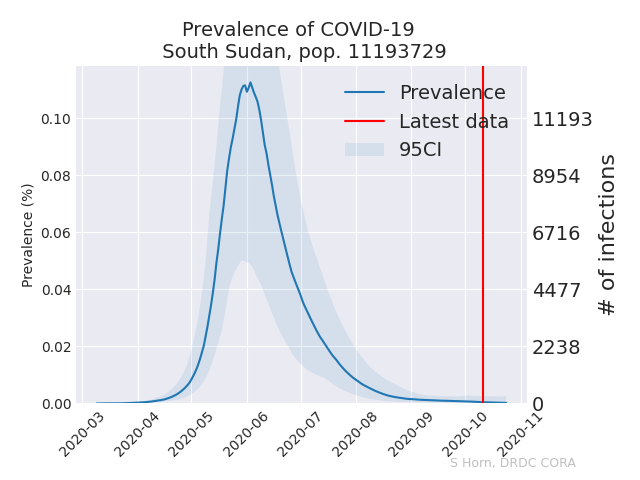 Prevalence of COVID-19
South Sudan, pop. 11193729
Prevalence
Latest data
95CI
0.10
0.08
0.06
0.04
0.02
0.00
Prevalence (%)
11193
8954
6716
4477
2238
0
# of infections
2020-03
2020-04
2020-05
2020-06
2020-07
2020-08
2020-09
2020-10
2020-11
S Horn, DRDC CORA